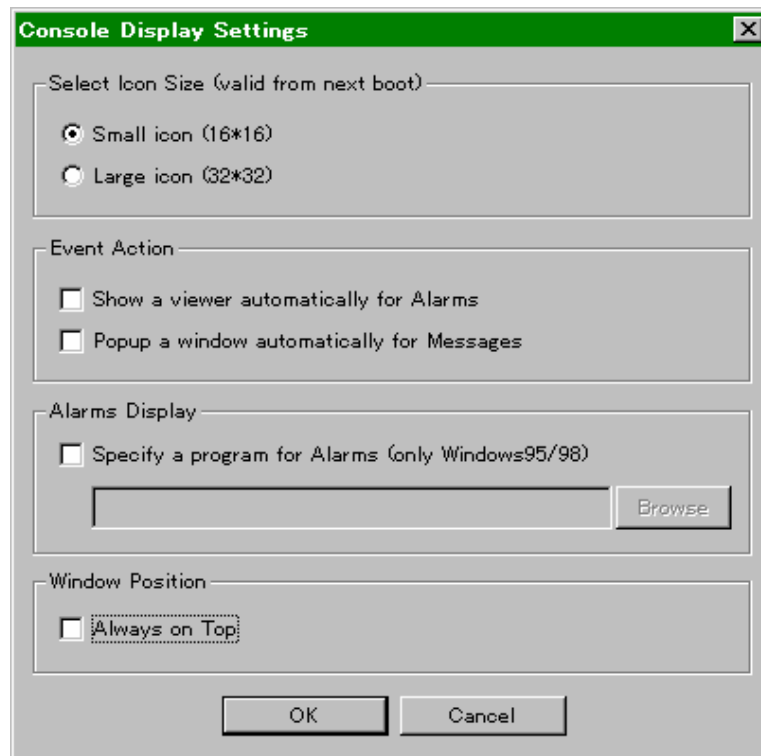 Console Display Settings
Select Icon Size (valid from next boot)
Small icon (16*16)
Large icon (32*32)
Event Action
Show a viewer automatically for Alarms
Popup a window automatically for Messages
Alarms Display
Specify a program for Alarms (only Windows95/98)
Browse
Window Position
Always on Top
OK
Cancel